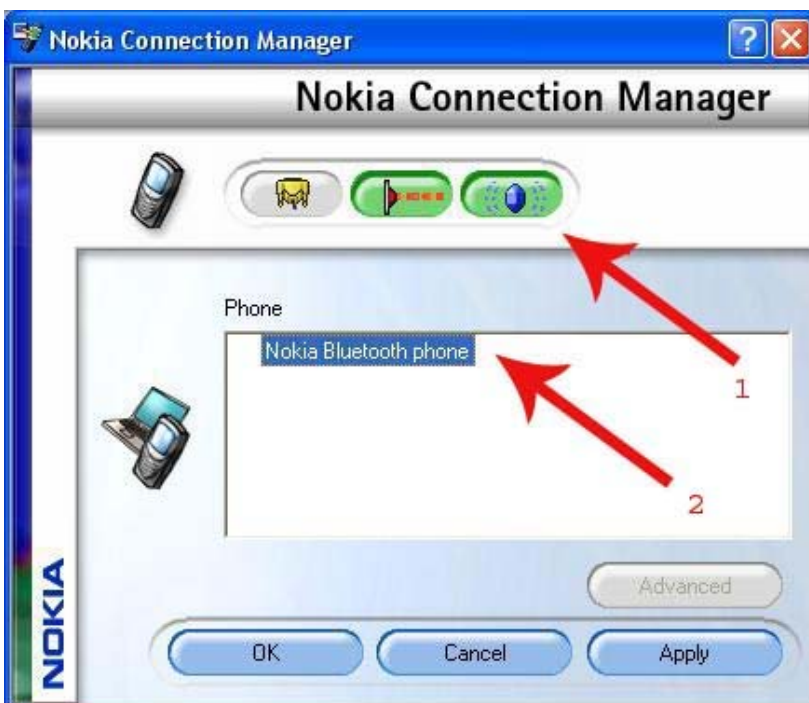 Nokia Connection Manager
Nokia Connection Manager
Phone
Nokia Bluetooth phone
1
2
Advanced
OK Cancel Apply
NOKIA